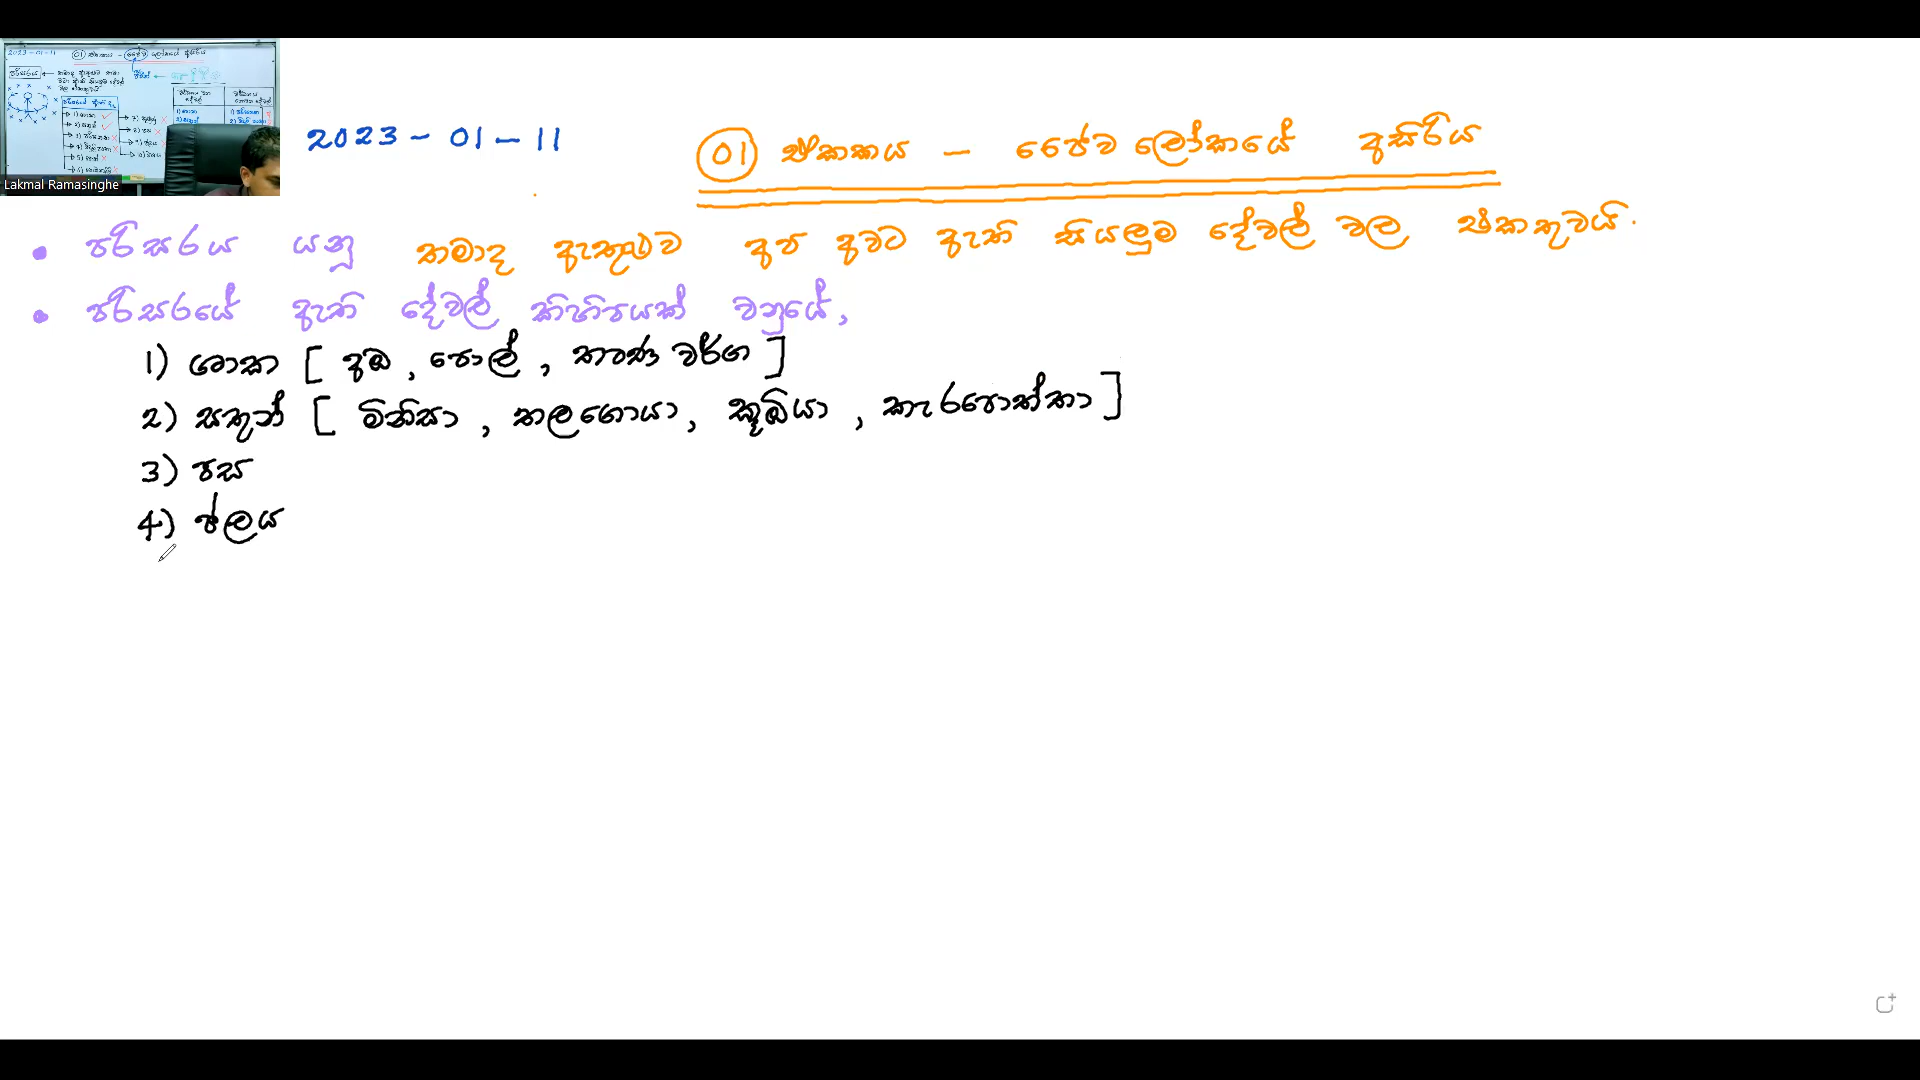 2023 - 01 - 11
01 ඒකකය - ජෛව ලෝකයේ අසිරිය
• පරිසරය යනු තමාද ඇතුළුව අප අවට ඇති සියලුම දේවල් වල එකතුවයි.
• පරිසරයේ ඇති දේවල් කිහිපයක් වනුයේ,
1) ශාක [ අඹ , පොල් , තෘණ වර්ග ]
2) සතුන් [ මිනිසා , තලගොයා , කූඹියා , කැරපොත්තා ]
3) පස
4) ජලය
Lakmal Ramasinghe